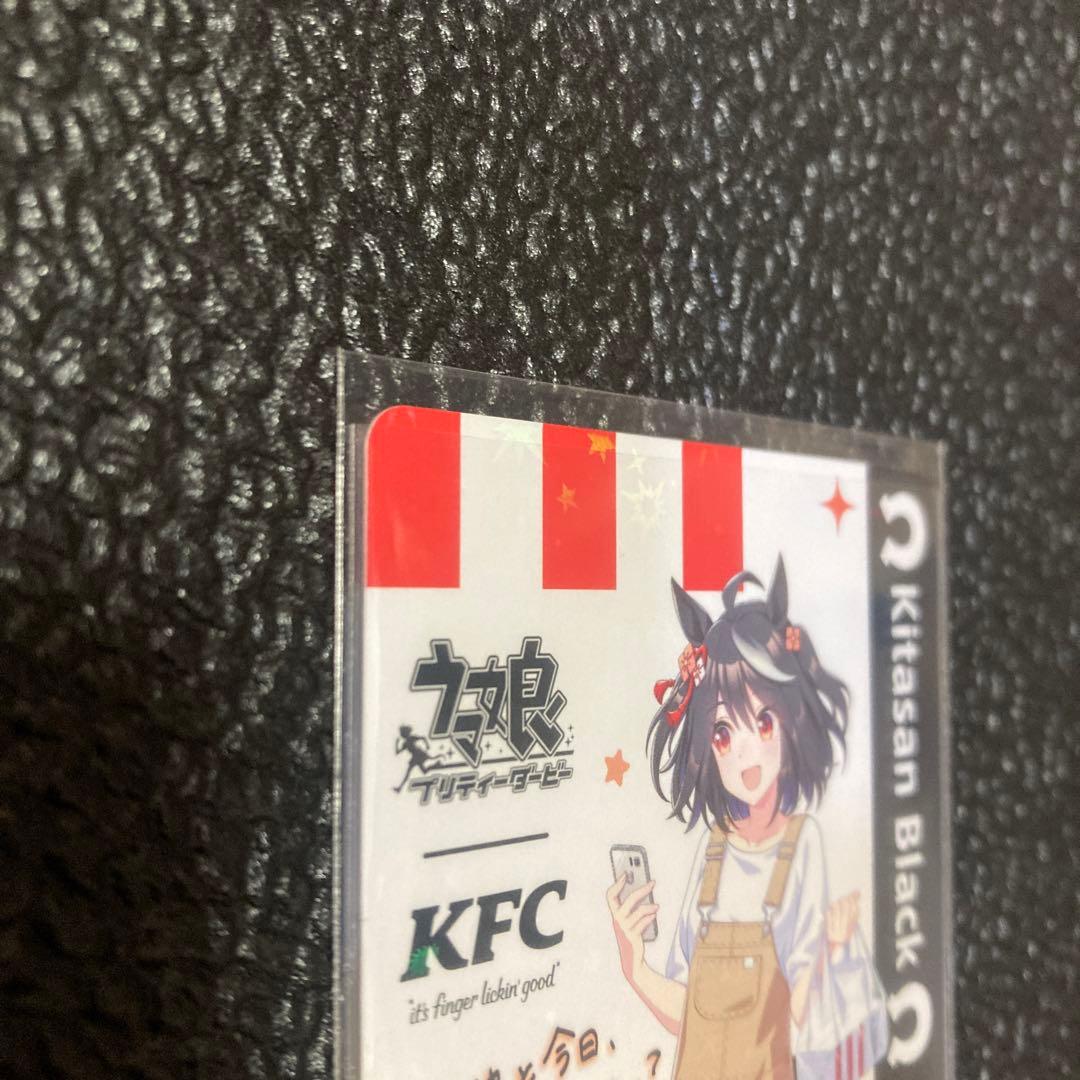 ウマ娘
プリティーダービー
KFC
"it's finger lickin' good"
と今日、
?
Kitasan Black